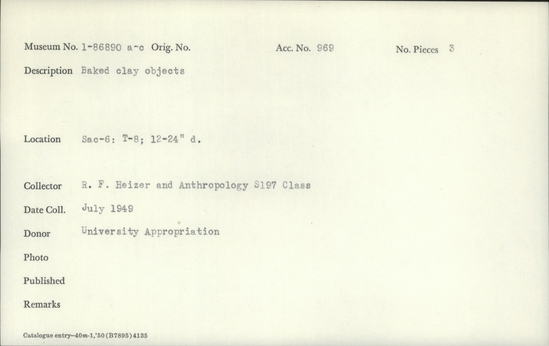 Museum No. 1-86890 a-c Orig. No. Acc. No. 969 No. Pieces 3
Description Baked clay objects
Location Sac-6: T-8; 12-24" d.
Collector R. F. Heizer and Anthropology S197 Class
Date Coll. July 1949
Donor University Appropriation
Photo
Published
Remarks
Catalogue entry—40m-1,'50(B7895)4135